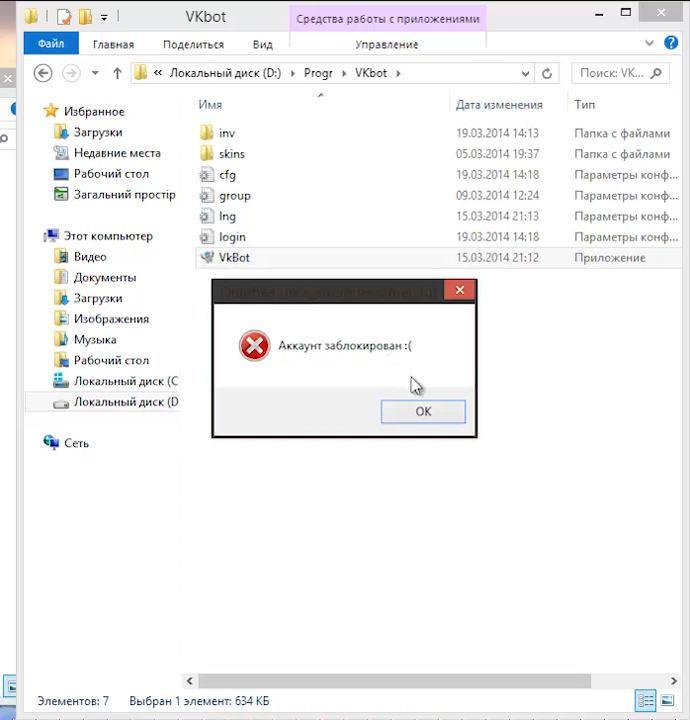 VKbot
Средства работы с приложениями
Файл
Главная
Поделиться
Вид
Управление
« Локальный диск (D:) ▸ Progr ▸ VKbot ▸
Поиск: VK...
Имя
Дата изменения
Тип
Избранное
Загрузки
Недавние места
Рабочий стол
Загальний простір
Этот компьютер
Видео
Документы
Загрузки
Изображения
Музыка
Рабочий стол
Локальный диск (C
Локальный диск (D
Сеть
inv 19.03.2014 14:13 Папка с файлами
skins 05.03.2014 19:37 Папка с файлами
cfg 19.03.2014 14:18 Параметры конф...
group 09.03.2014 12:24 Параметры конф...
lng 15.03.2014 21:13 Параметры конф...
login 19.03.2014 14:18 Параметры конф...
VkBot 15.03.2014 21:12 Приложение
Аккаунт заблокирован :(
OK
Элементов: 7 Выбран 1 элемент: 634 КБ